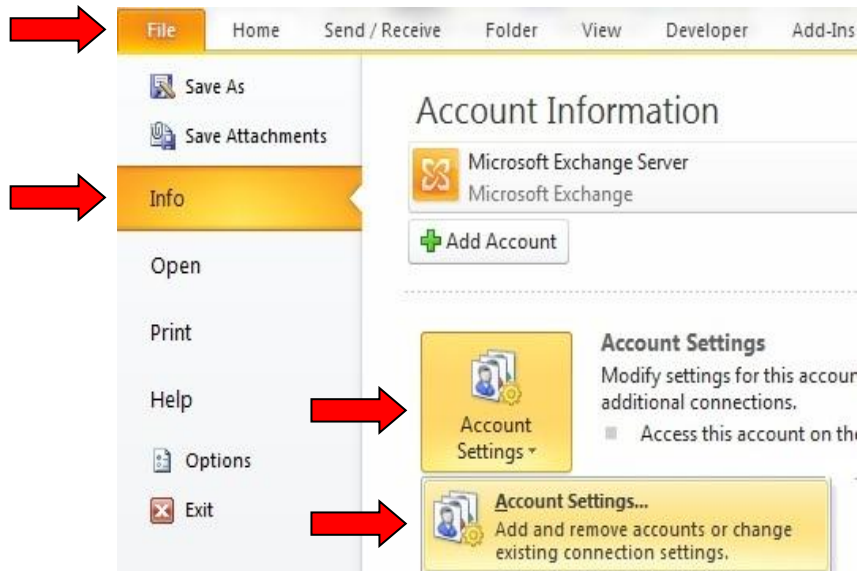 File Home Send / Receive Folder View Developer Add-Ins
Save As
Save Attachments
Info
Open
Print
Help
Options
Exit
Account Information
Microsoft Exchange Server
Microsoft Exchange
Add Account
Account
Settings
Account Settings
Modify settings for this accoun
additional connections.
Access this account on the
Account Settings...
Add and remove accounts or change
existing connection settings.